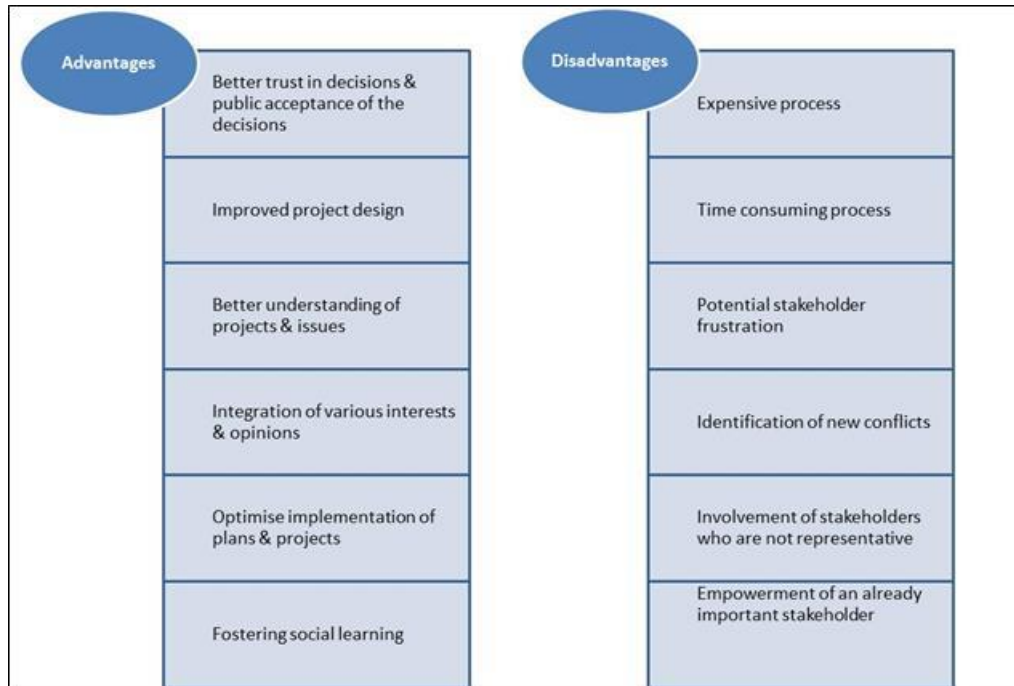 Advantages
Better trust in decisions &
public acceptance of the
decisions
Improved project design
Better understanding of
projects & issues
Integration of various interests
& opinions
Optimise implementation of
plans & projects
Fostering social learning
Disadvantages
Expensive process
Time consuming process
Potential stakeholder
frustration
Identification of new conflicts
Involvement of stakeholders
who are not representative
Empowerment of an already
important stakeholder